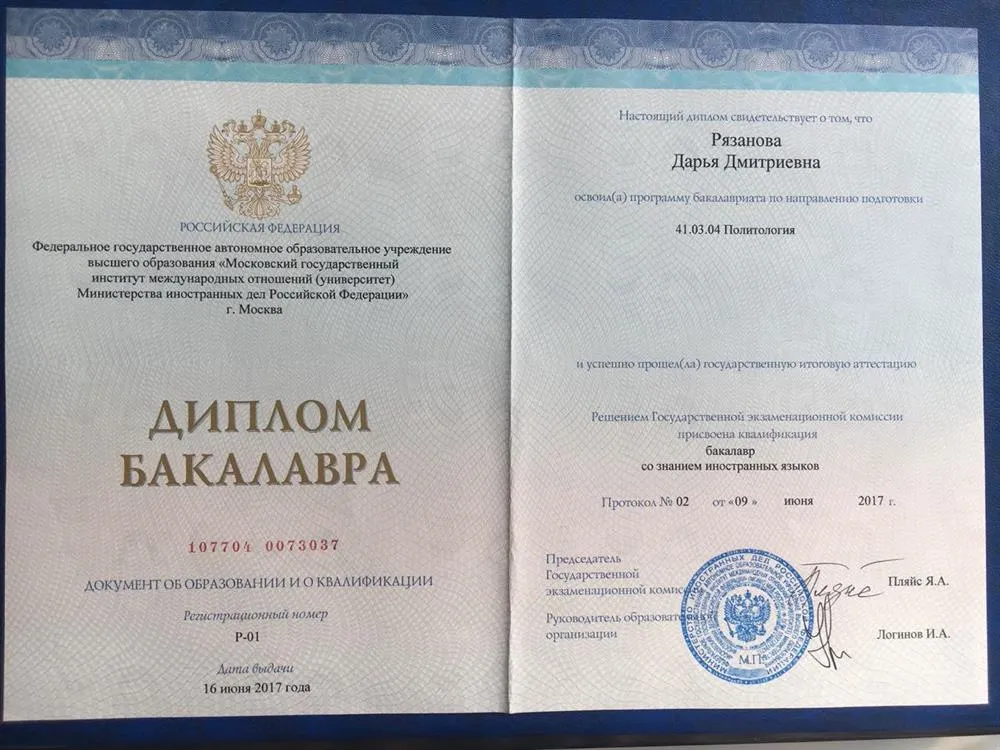 РОССИЙСКАЯ ФЕДЕРАЦИЯ
Федеральное государственное автономное образовательное учреждение
высшего образования «Московский государственный
институт международных отношений (университет)
Министерства иностранных дел Российской Федерации»
г. Москва
ДИПЛОМ
БАКАЛАВРА
107704 0073037
ДОКУМЕНТ ОБ ОБРАЗОВАНИИ И О КВАЛИФИКАЦИИ
Регистрационный номер
Р-01
Дата выдачи
16 июня 2017 года
Настоящий диплом свидетельствует о том, что
Рязанова
Дарья Дмитриевна
освоил(а) программу бакалавриата по направлению подготовки
41.03.04 Политология
и успешно прошел(ла) государственную итоговую аттестацию
Решением Государственной экзаменационной комиссии
присвоена квалификация
бакалавр
со знанием иностранных языков
Протокол № 02 от «09 » июня 2017 г.
Председатель
Государственной
экзаменационной комис
Пляйс Я.А.
Руководитель образоват
организации
Логинов И.А.
М.П.